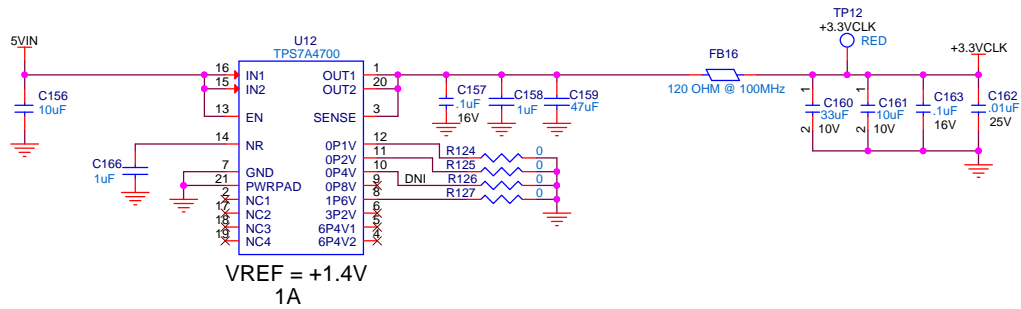 TP12
+3.3VCLK
RED
U12
TPS7A4700
5VIN
FB16
+3.3VCLK
120 OHM @ 100MHz
16 IN1 OUT1 1
15 IN2 OUT2 20
13 EN SENSE 3
C156
10uF
C157
.1uF
16V
C158
1uF
C159
47uF
1
C160
33uF
2 10V
1
C161
10uF
2 10V
C163
.1uF
16V
C162
.01uF
25V
14 NR
C166
1uF
0P1V 12 R124 0
0P2V 11 R125 0
7 GND 0P4V 10 DNI R126 0
21 PWRPAD 0P8V 9
2 NC1 1P6V 8 R127 0
17 NC2 3P2V 6
18 NC3 6P4V1 5
19 NC4 6P4V2 4
VREF = +1.4V
1A